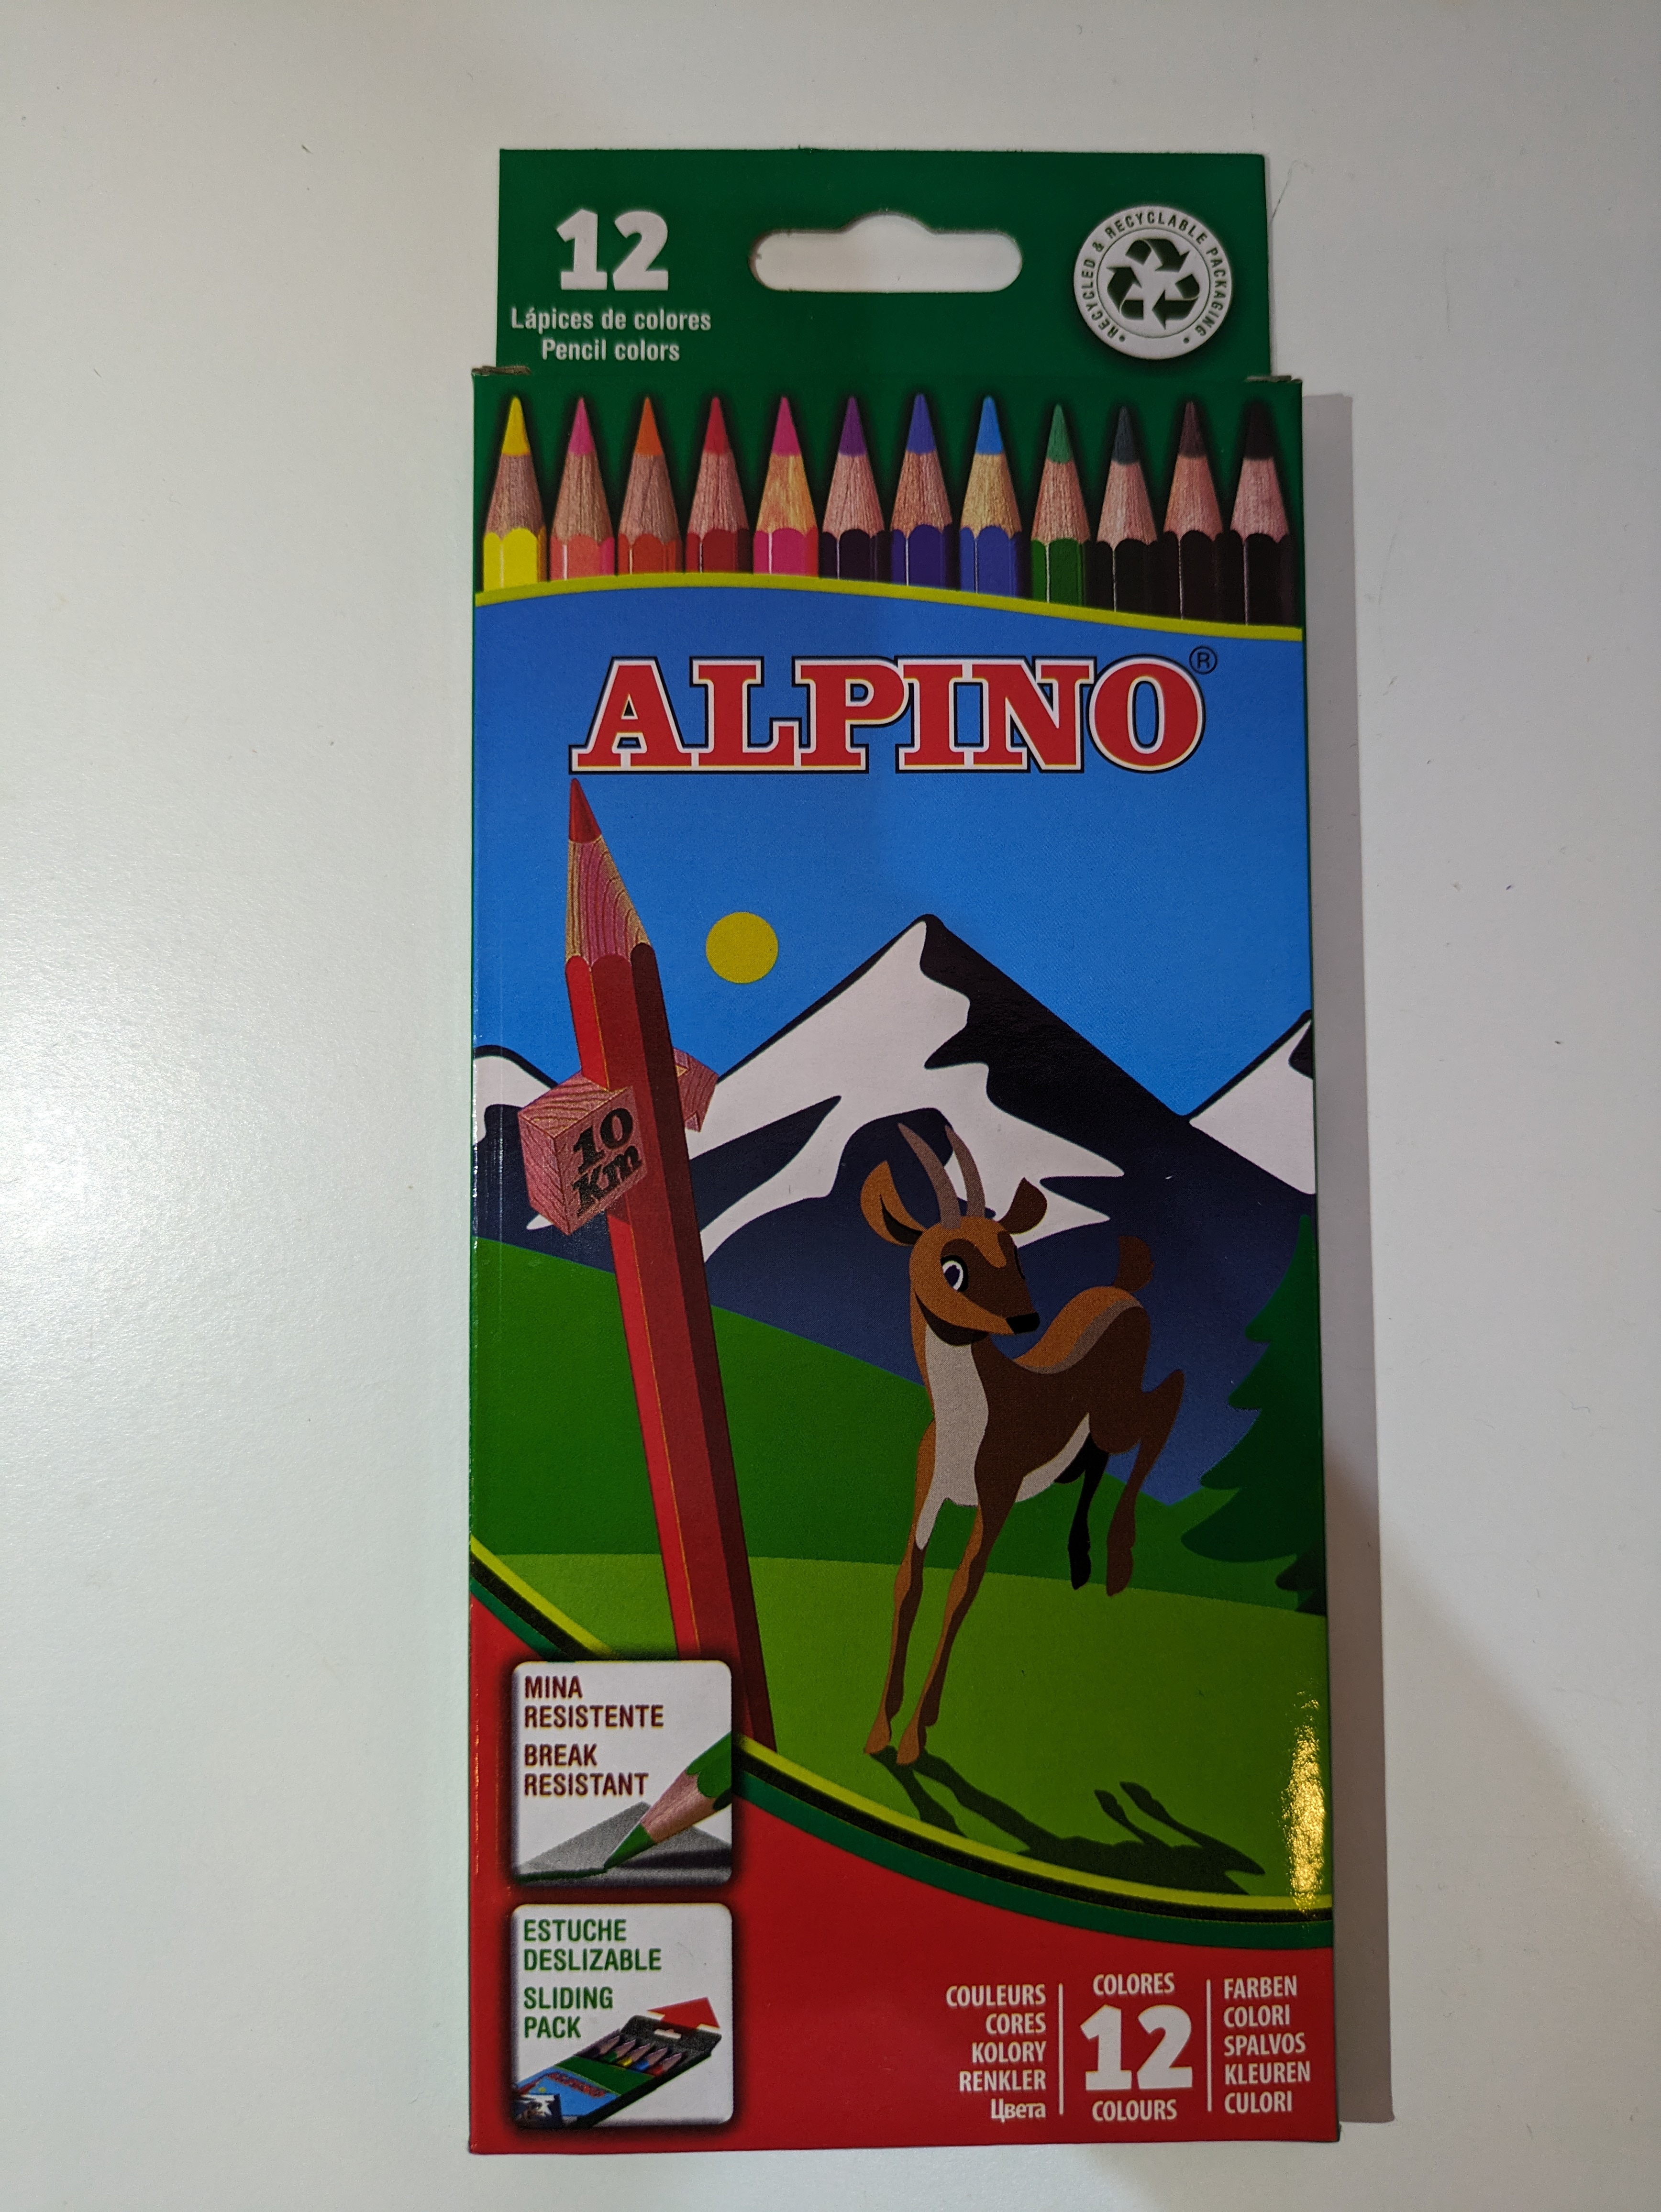 12
Lápices de colores
Pencil colors
• RECYCLED & RECYCLABLE PACKAGING •
ALPINO®
10
Km
MINA
RESISTENTE
BREAK
RESISTANT
ESTUCHE
DESLIZABLE
SLIDING
PACK
COULEURS
CORES
KOLORY
RENKLER
Цвета
COLORES
12
COLOURS
FARBEN
COLORI
SPALVOS
KLEUREN
CULORI